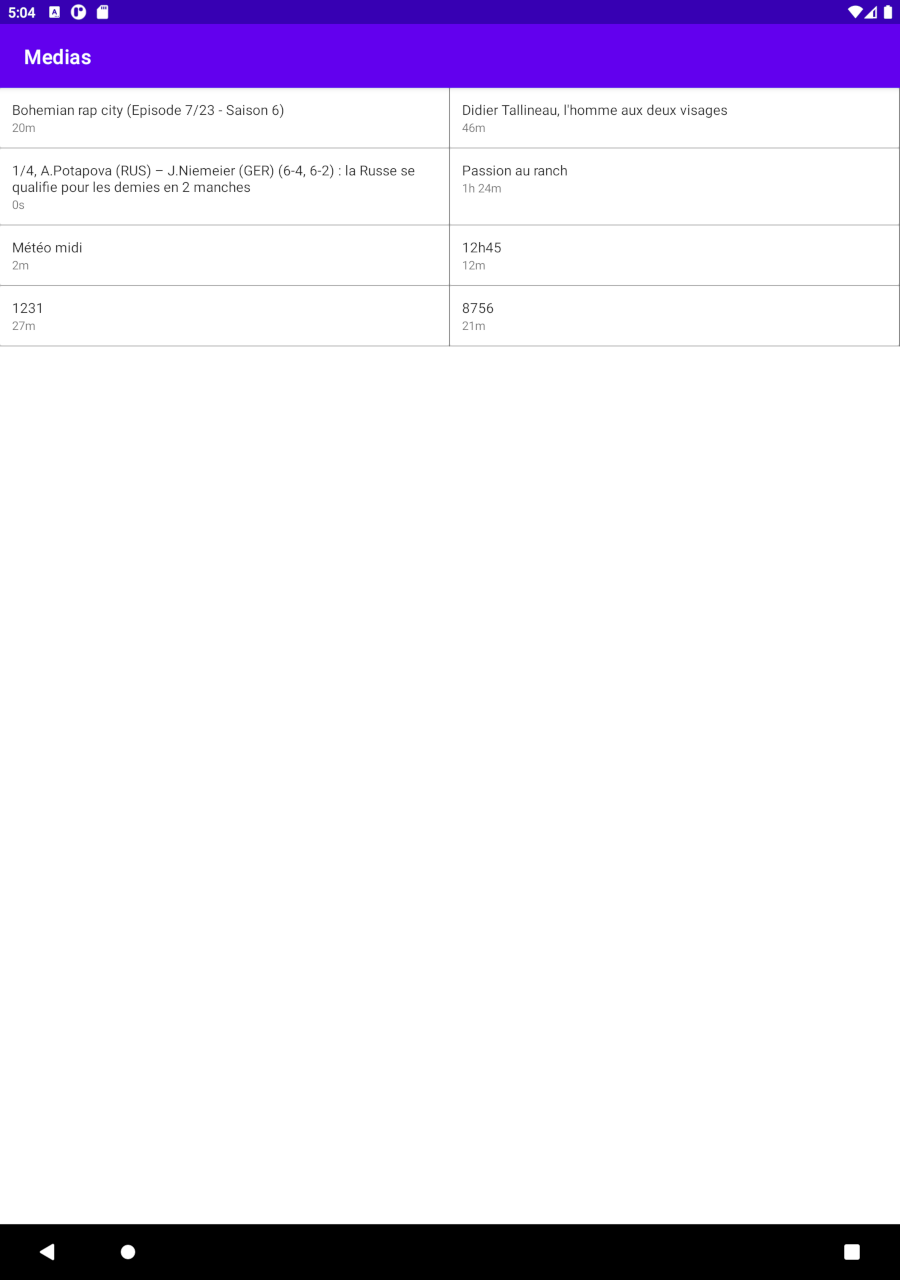 5:04
Medias
Bohemian rap city (Episode 7/23 - Saison 6)
20m
Didier Tallineau, l'homme aux deux visages
46m
1/4, A.Potapova (RUS) – J.Niemeier (GER) (6-4, 6-2) : la Russe se
qualifie pour les demies en 2 manches
0s
Passion au ranch
1h 24m
Météo midi
2m
12h45
12m
1231
27m
8756
21m